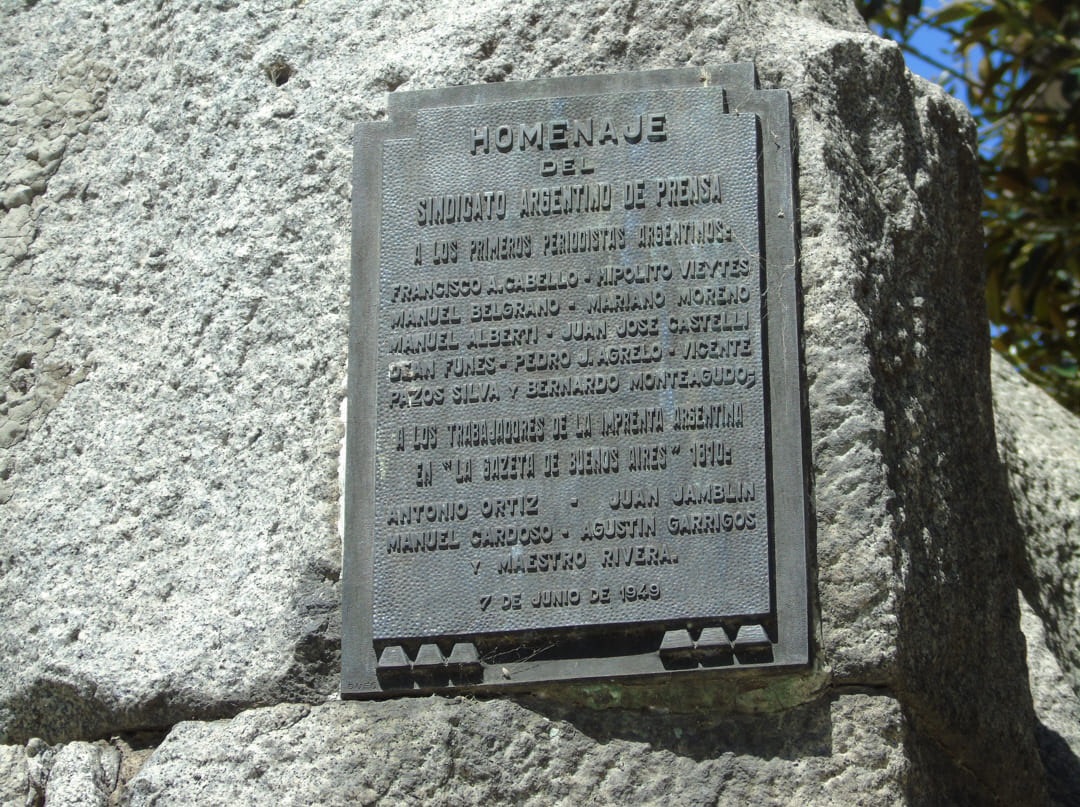 HOMENAJE
DEL
SINDICATO ARGENTINO DE PRENSA
A LOS PRIMEROS PERIODISTAS ARGENTINOS:
FRANCISCO A. CABELLO - HIPOLITO VIEYTES
MANUEL BELGRANO - MARIANO MORENO
MANUEL ALBERTI - JUAN JOSE CASTELLI
DEAN FUNES - PEDRO J. AGRELO - VICENTE
PAZOS SILVA Y BERNARDO MONTEAGUDO;
A LOS TRABAJADORES DE LA IMPRENTA ARGENTINA
EN "LA GAZETA DE BUENOS AIRES" 1810:
ANTONIO ORTIZ - JUAN JAMBLIN
MANUEL CARDOSO - AGUSTIN GARRIGOS
Y MAESTRO RIVERA.
7 DE JUNIO DE 1949